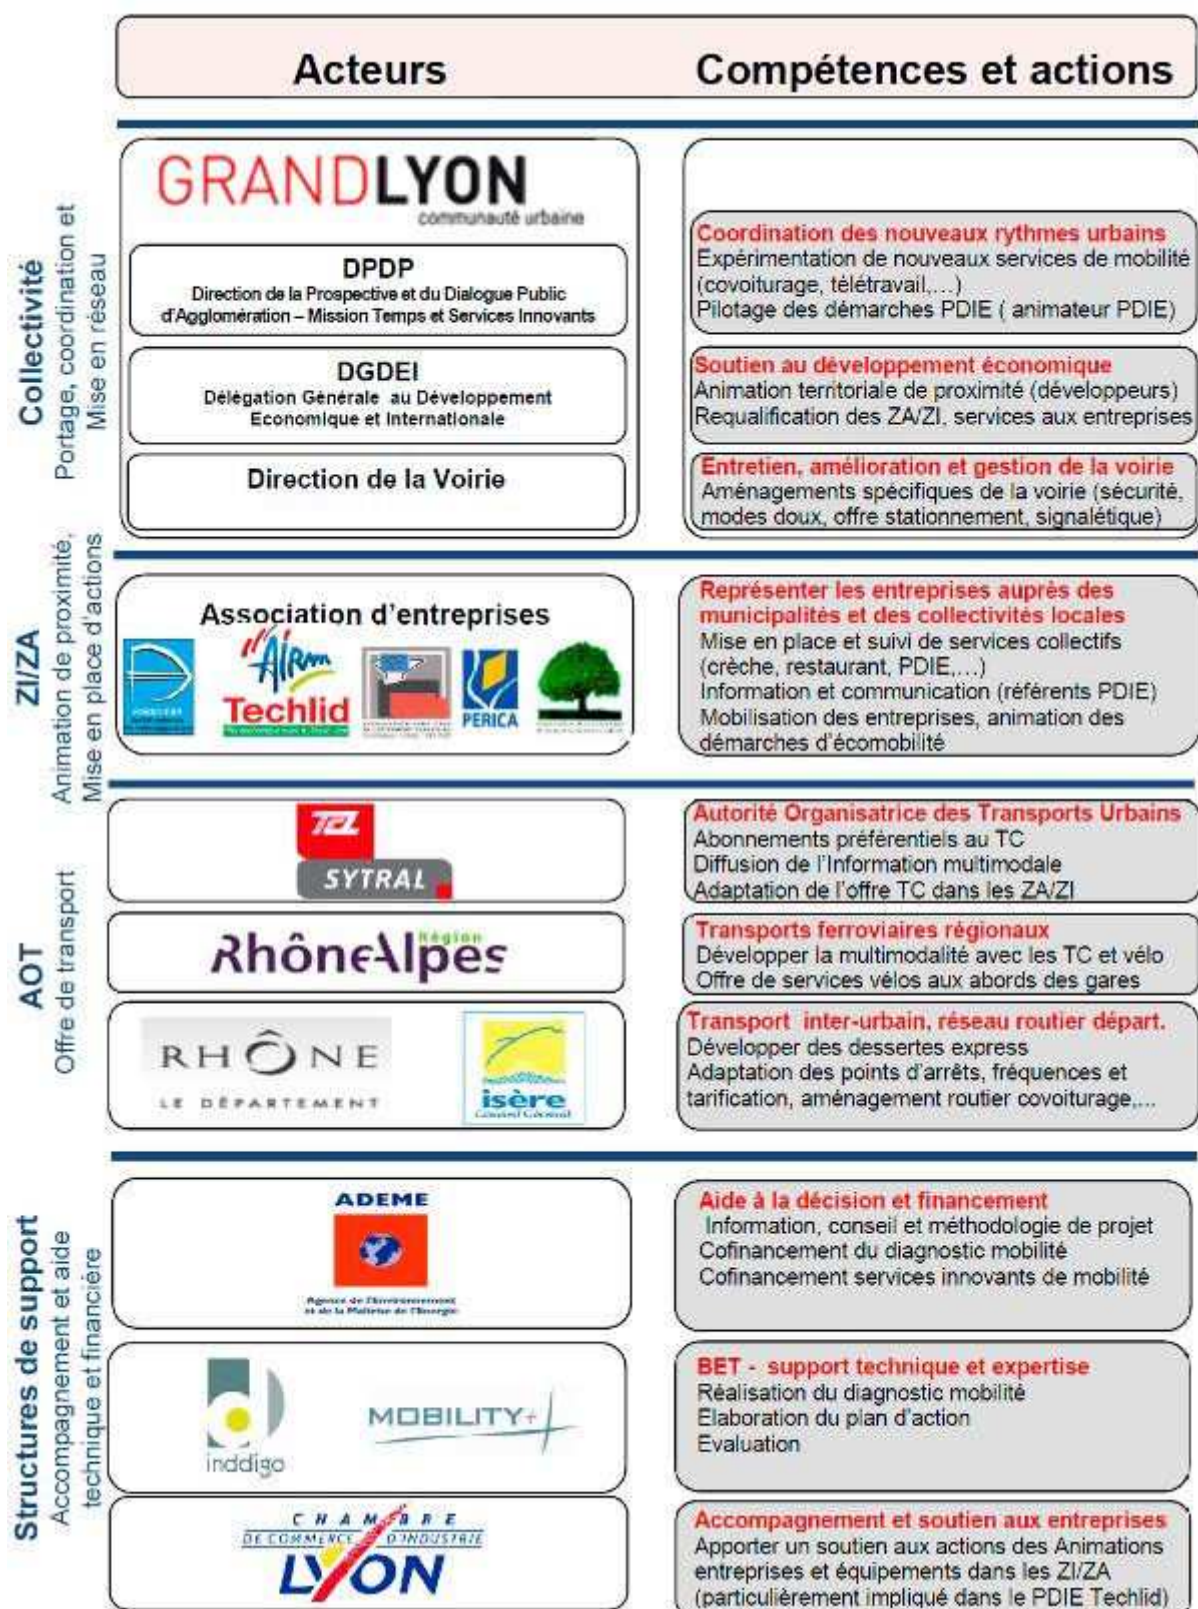 Acteurs
Compétences et actions
Collectivité
Portage, coordination et
Mise en réseau
GRANDLYON
communauté urbaine
DPDP
Direction de la Prospective et du Dialogue Public
d'Agglomération – Mission Temps et Services Innovants
DGDEI
Délégation Générale au Développement
Economique et Internationale
Direction de la Voirie
Coordination des nouveaux rythmes urbains
Expérimentation de nouveaux services de mobilité
(covoiturage, télétravail,…)
Pilotage des démarches PDIE ( animateur PDIE)
Soutien au développement économique
Animation territoriale de proximité (développeurs)
Requalification des ZA/ZI, services aux entreprises
Entretien, amélioration et gestion de la voirie
Aménagements spécifiques de la voirie (sécurité,
modes doux, offre stationnement, signalétique)
ZI/ZA
Animation de proximité,
Mise en place d'actions
Association d'entreprises
Techlid
PERICA
Représenter les entreprises auprès des
municipalités et des collectivités locales
Mise en place et suivi de services collectifs
(crèche, restaurant, PDIE,…)
Information et communication (référents PDIE)
Mobilisation des entreprises, animation des
démarches d'écomobilité
AOT
Offre de transport
TCL
SYTRAL
Autorité Organisatrice des Transports Urbains
Abonnements préférentiels au TC
Diffusion de l'Information multimodale
Adaptation de l'offre TC dans les ZA/ZI
RhôneAlpes
Région
Transports ferroviaires régionaux
Développer la multimodalité avec les TC et vélo
Offre de services vélos aux abords des gares
RHÔNE
LE DÉPARTEMENT
isère
Conseil Général
Transport inter-urbain, réseau routier départ.
Développer des dessertes express
Adaptation des points d'arrêts, fréquences et
tarification, aménagement routier covoiturage,...
Structures de support
Accompagnement et aide
technique et financière
ADEME
Agence de l'Environnement
et de la Maîtrise de l'Energie
Aide à la décision et financement
Information, conseil et méthodologie de projet
Cofinancement du diagnostic mobilité
Cofinancement services innovants de mobilité
inddigo
MOBILITY+
BET - support technique et expertise
Réalisation du diagnostic mobilité
Elaboration du plan d'action
Evaluation
CHAMBRE
DE COMMERCE D'INDUSTRIE
LYON
Accompagnement et soutien aux entreprises
Apporter un soutien aux actions des Animations
entreprises et équipements dans les ZI/ZA
(particulièrement impliqué dans le PDIE Techlid)